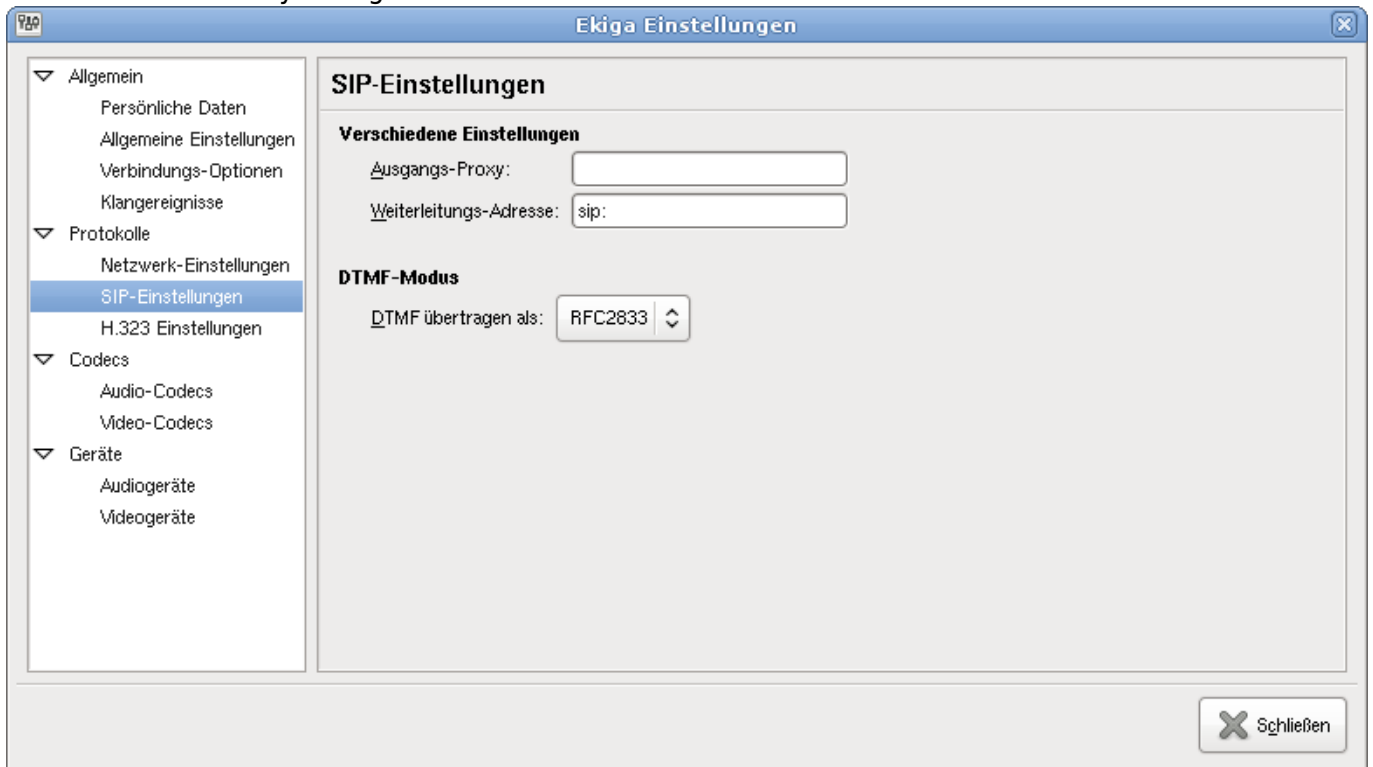 Ekiga Einstellungen
Allgemein
Persönliche Daten
Allgemeine Einstellungen
Verbindungs-Optionen
Klangereignisse
Protokolle
Netzwerk-Einstellungen
SIP-Einstellungen
H.323 Einstellungen
Codecs
Audio-Codecs
Video-Codecs
Geräte
Audiogeräte
Videogeräte
SIP-Einstellungen
Verschiedene Einstellungen
Ausgangs-Proxy:
Weiterleitungs-Adresse: sip:
DTMF-Modus
DTMF übertragen als: RFC2833
Schließen